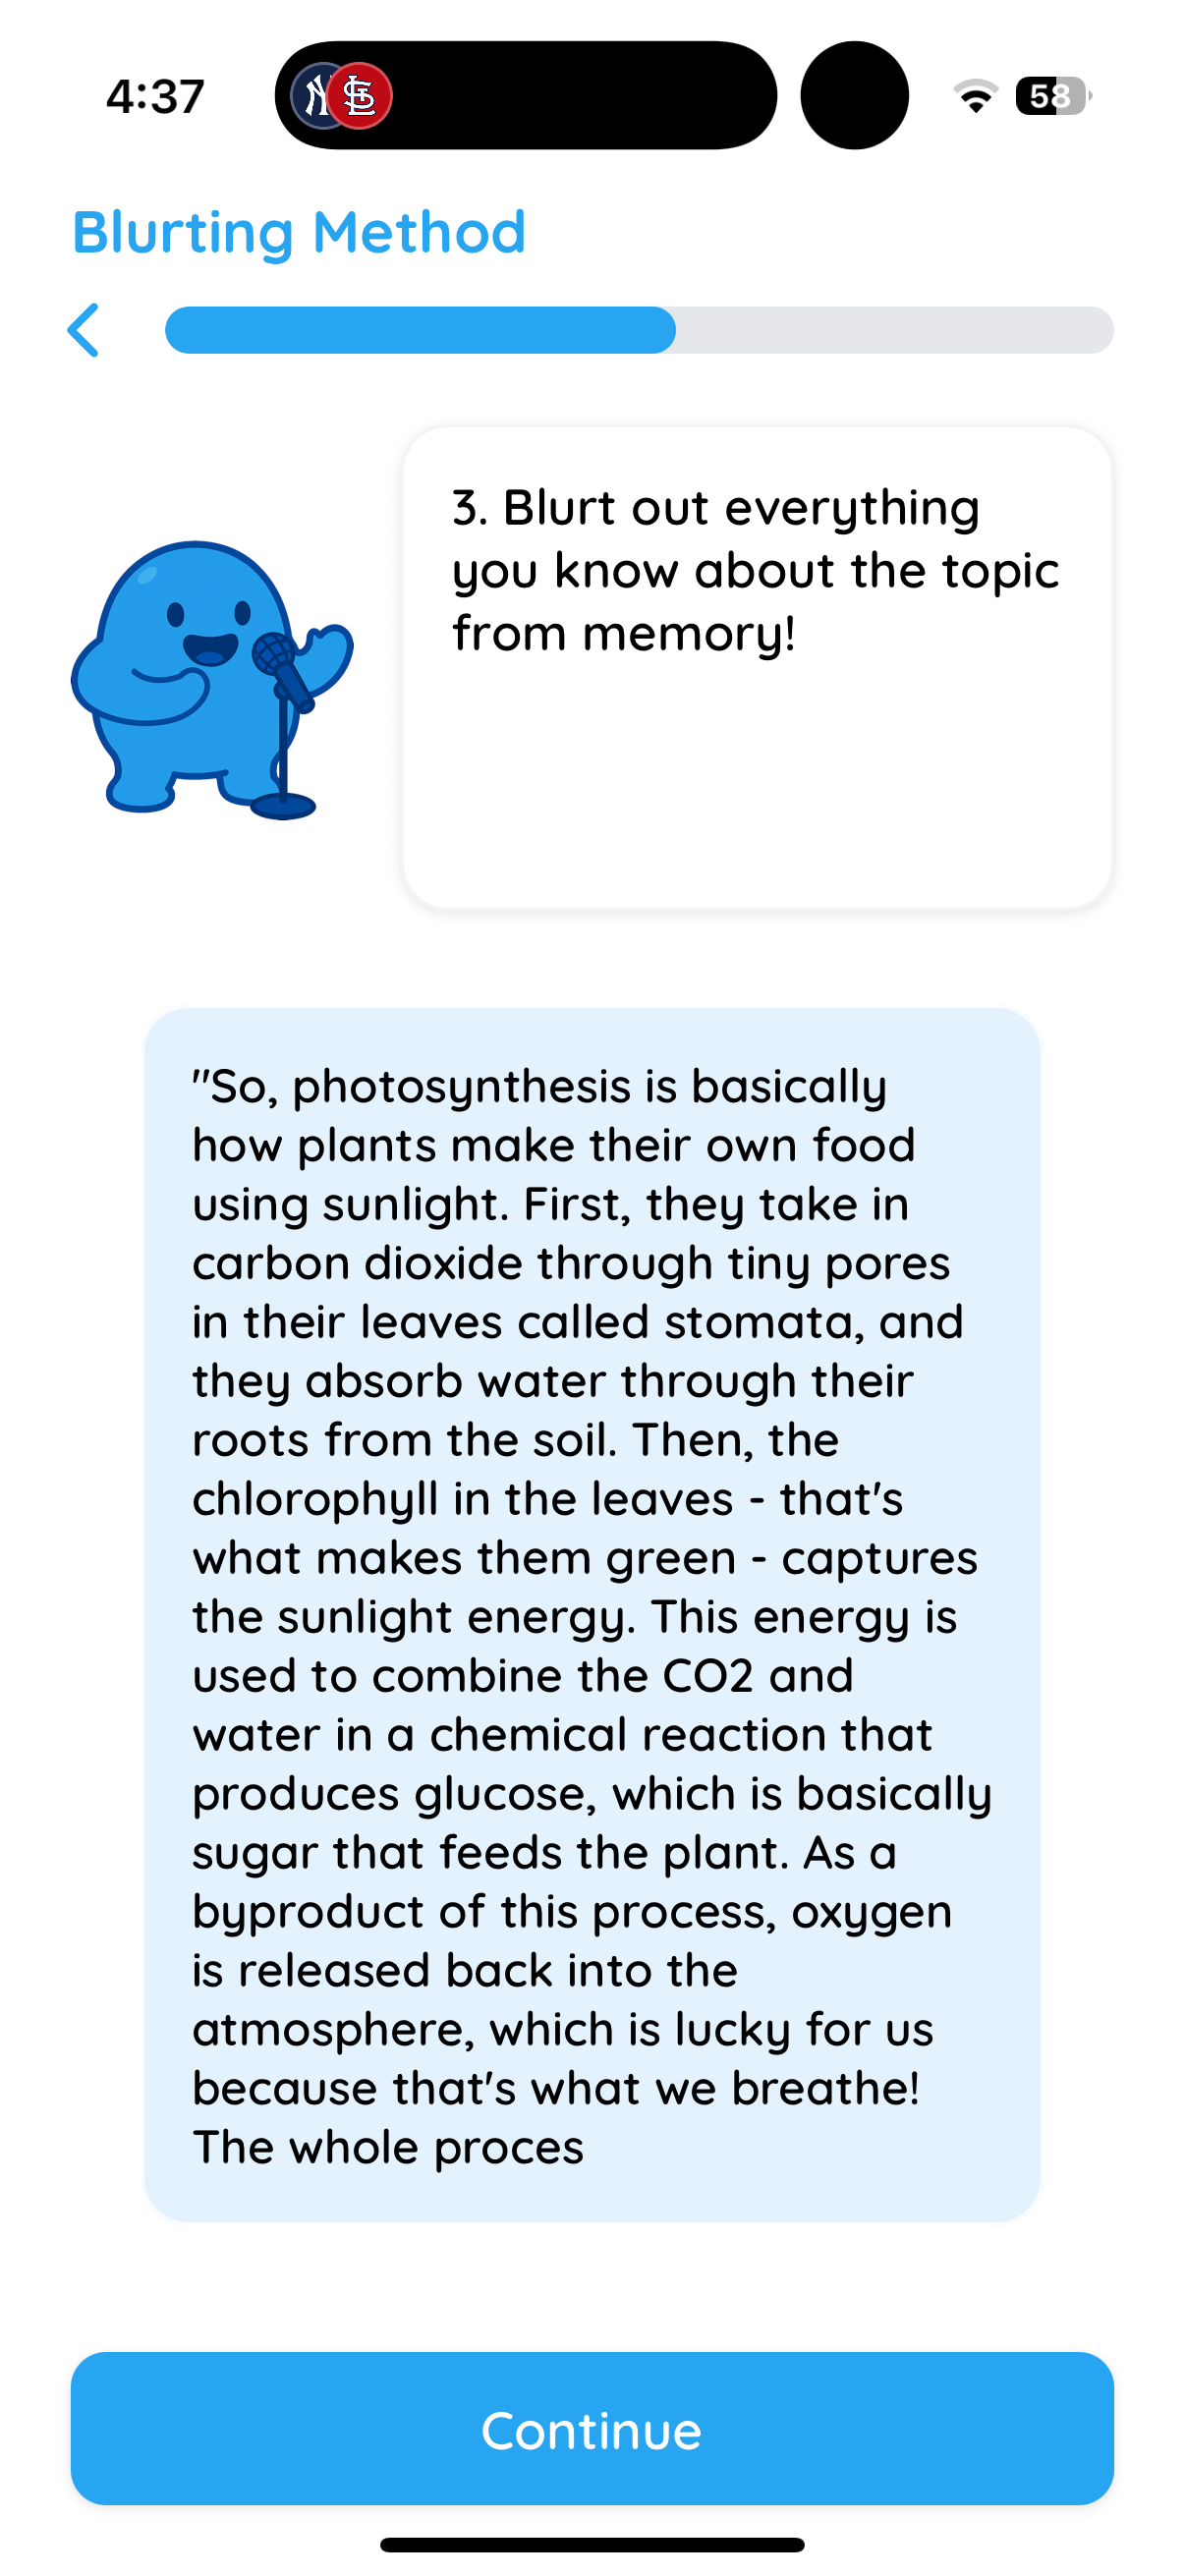 4:37
NY
STL
58
Blurting Method
3. Blurt out everything
you know about the topic
from memory!
"So, photosynthesis is basically
how plants make their own food
using sunlight. First, they take in
carbon dioxide through tiny pores
in their leaves called stomata, and
they absorb water through their
roots from the soil. Then, the
chlorophyll in the leaves - that's
what makes them green - captures
the sunlight energy. This energy is
used to combine the CO2 and
water in a chemical reaction that
produces glucose, which is basically
sugar that feeds the plant. As a
byproduct of this process, oxygen
is released back into the
atmosphere, which is lucky for us
because that's what we breathe!
The whole proces
Continue